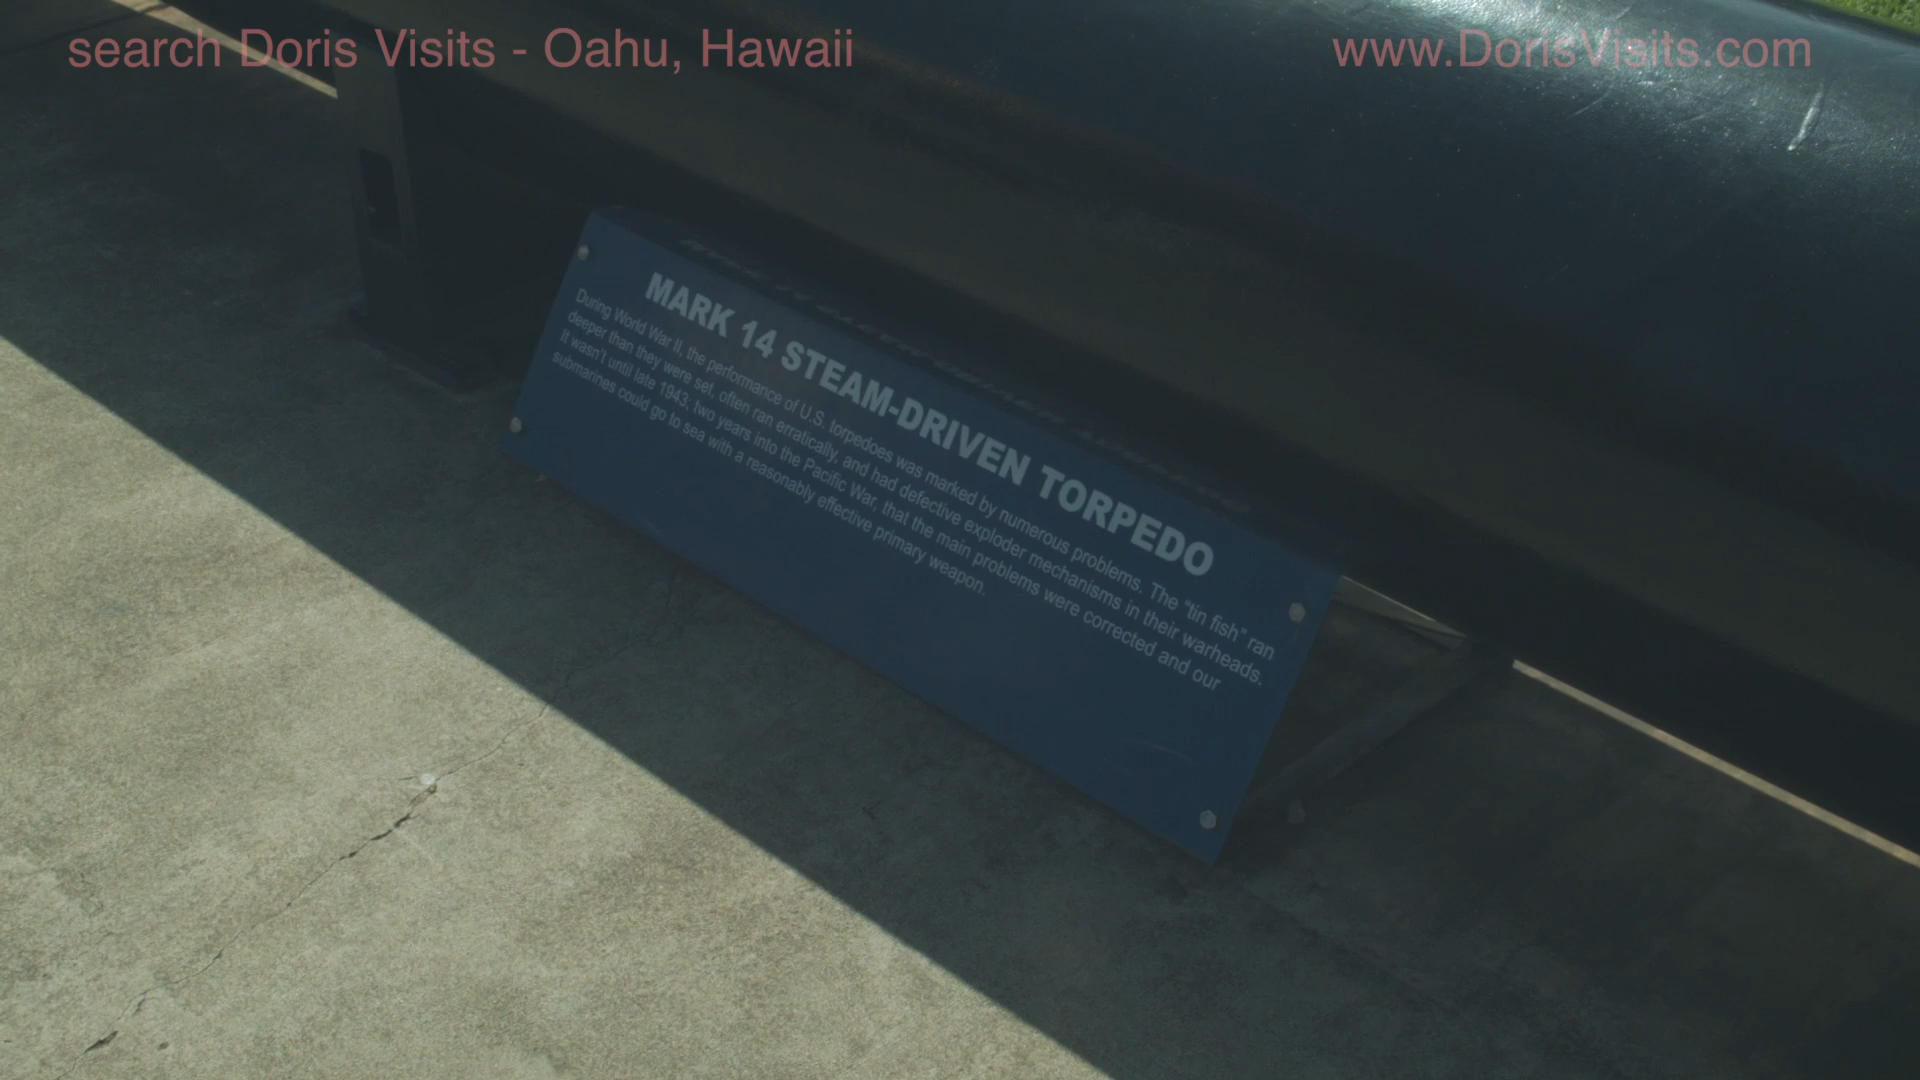 search Doris Visits - Oahu, Hawaii
www.DorisVisits.com
MARK 14 STEAM-DRIVEN TORPEDO
During World War II, the performance of U.S. torpedoes was marked by numerous problems. The "tin fish" ran
deeper than they were set, often ran erratically, and had defective exploder mechanisms in their warheads.
It wasn't until late 1943, two years into the Pacific War, that the main problems were corrected and our
submarines could go to sea with a reasonably effective primary weapon.